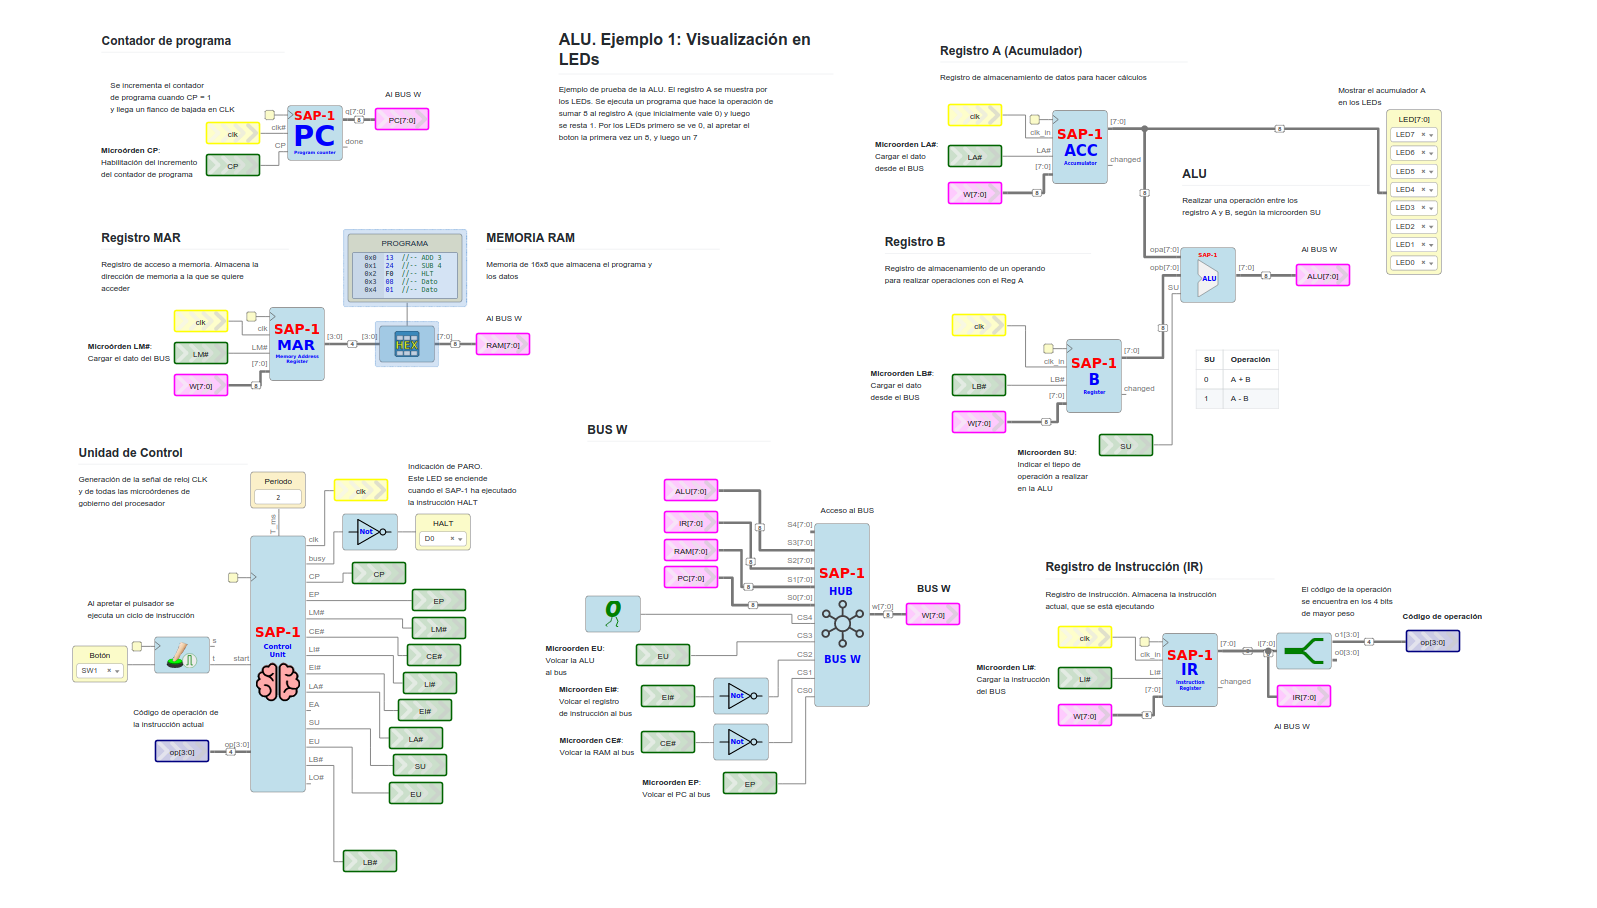 Contador de programa
Se incrementa el contador
de programa cuando CP = 1
y llega un flanco de bajada en CLK
clk
CP
Microórden CP:
Habilitación del incremento
del contador de programa
clk#
CP
SAP-1
PC
Program counter
q[7:0]
8
done
Al BUS W
PC[7:0]
ALU. Ejemplo 1: Visualización en
LEDs
Ejemplo de prueba de la ALU. El registro A se muestra por
los LEDs. Se ejecuta un programa que hace la operación de
sumar 5 al registro A (que inicialmente vale 0) y luego
se resta 1. Por los LEDs primero se ve 0, al apretar el
boton la primera vez un 5, y luego un 7
Registro A (Acumulador)
Registro de almacenamiento de datos para hacer cálculos
clk
Microorden LA#:
Cargar el dato
desde el BUS
LA#
W[7:0]
8
clk_in
LA#
[7:0]
SAP-1
ACC
Accumulator
[7:0]
changed
8
8
Mostrar el acumulador A
en los LEDs
LED[7:0]
LED7
LED6
LED5
LED4
LED3
LED2
LED1
LED0
ALU
Realizar una operación entre los
registro A y B, según la microorden SU
opa[7:0]
opb[7:0]
SU
SAP-1
ALU
[7:0]
8
Al BUS W
ALU[7:0]
SU Operación
0 A + B
1 A - B
Registro MAR
Registro de acceso a memoria. Almacena la
dirección de memoria a la que se quiere
acceder
clk
Microórden LM#:
Cargar el dato del BUS
LM#
W[7:0]
8
clk
LM#
[7:0]
SAP-1
MAR
Memory Address
Register
[3:0]
4
[3:0]
PROGRAMA
0x0 13 //-- ADD 3
0x1 24 //-- SUB 4
0x2 F0 //-- HLT
0x3 08 //-- Dato
0x4 01 //-- Dato
HEX
[7:0]
8
MEMORIA RAM
Memoria de 16x8 que almacena el programa y
los datos
Al BUS W
RAM[7:0]
Registro B
Registro de almacenamiento de un operando
para realizar operaciones con el Reg A
clk
Microorden LB#:
Cargar el dato
desde el BUS
LB#
W[7:0]
8
clk_in
LB#
[7:0]
SAP-1
B
Register
[7:0]
changed
8
Microorden SU:
Indicar el tiepo de
operación a realizar
en la ALU
SU
Unidad de Control
Generación de la señal de reloj CLK
y de todas las microórdenes de
gobierno del procesador
Periodo
2
T_ms
Indicación de PARO.
Este LED se enciende
cuando el SAP-1 ha ejecutado
la instrucción HALT
clk
Not
HALT
D0
Al apretar el pulsador se
ejecuta un ciclo de instrucción
Botón
SW1
s
t
start
Código de operación de
la instrucción actual
op[3:0]
4
op[3:0]
SAP-1
Control
Unit
clk
busy
CP
EP
LM#
CE#
LI#
EI#
LA#
EA
SU
EU
LB#
LO#
CP
EP
LM#
CE#
LI#
EI#
LA#
SU
EU
LB#
BUS W
ALU[7:0]
IR[7:0]
RAM[7:0]
PC[7:0]
8
8
8
8
Acceso al BUS
S4[7:0]
S3[7:0]
S2[7:0]
S1[7:0]
S0[7:0]
CS4
CS3
CS2
CS1
CS0
SAP-1
HUB
BUS W
w[7:0]
8
BUS W
W[7:0]
0
Microorden EU:
Volcar la ALU
al bus
EU
Microorden EI#:
Volcar el registro
de instrucción al bus
EI#
Not
Microorden CE#:
Volcar la RAM al bus
CE#
Not
Microorden EP:
Volcar el PC al bus
EP
Registro de Instrucción (IR)
Registro de Instrucción. Almacena la instrucción
actual, que se está ejecutando
clk
Microorden LI#:
Cargar la instrucción
del BUS
LI#
W[7:0]
8
clk_in
LI#
[7:0]
SAP-1
IR
Instruction
Register
[7:0]
changed
8
i[7:0]
El código de la operación
se encuentra en los 4 bits
de mayor peso
o1[3:0]
o0[3:0]
4
Código de operación
op[3:0]
IR[7:0]
Al BUS W